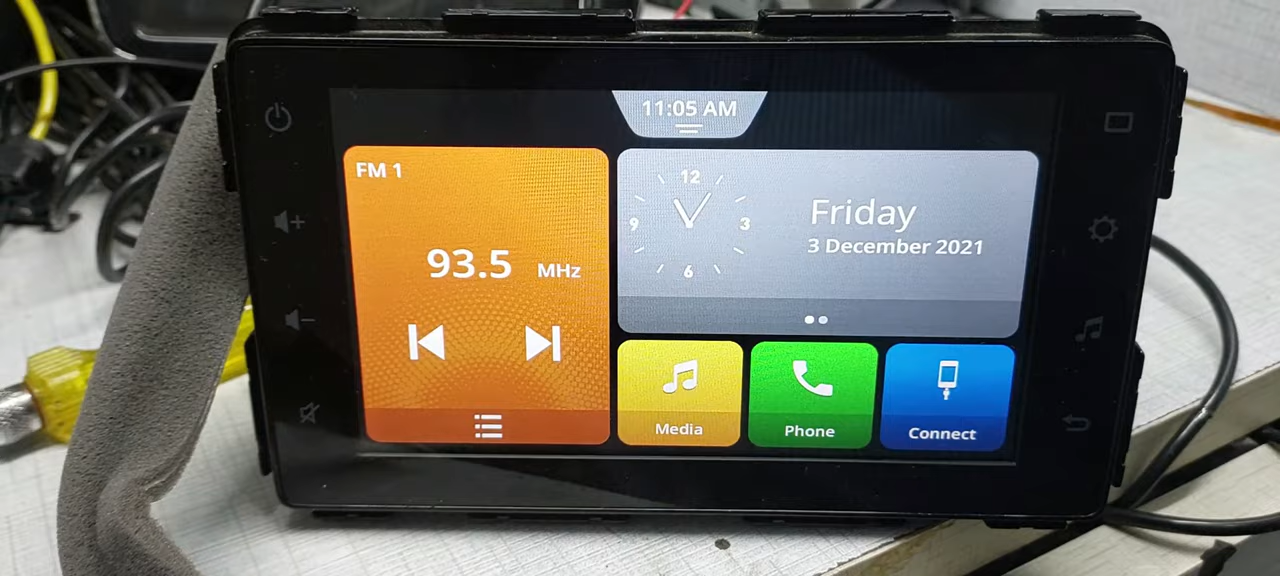 11:05 AM
FM 1
93.5 MHz
12
9
3
6
Friday
3 December 2021
Media
Phone
Connect